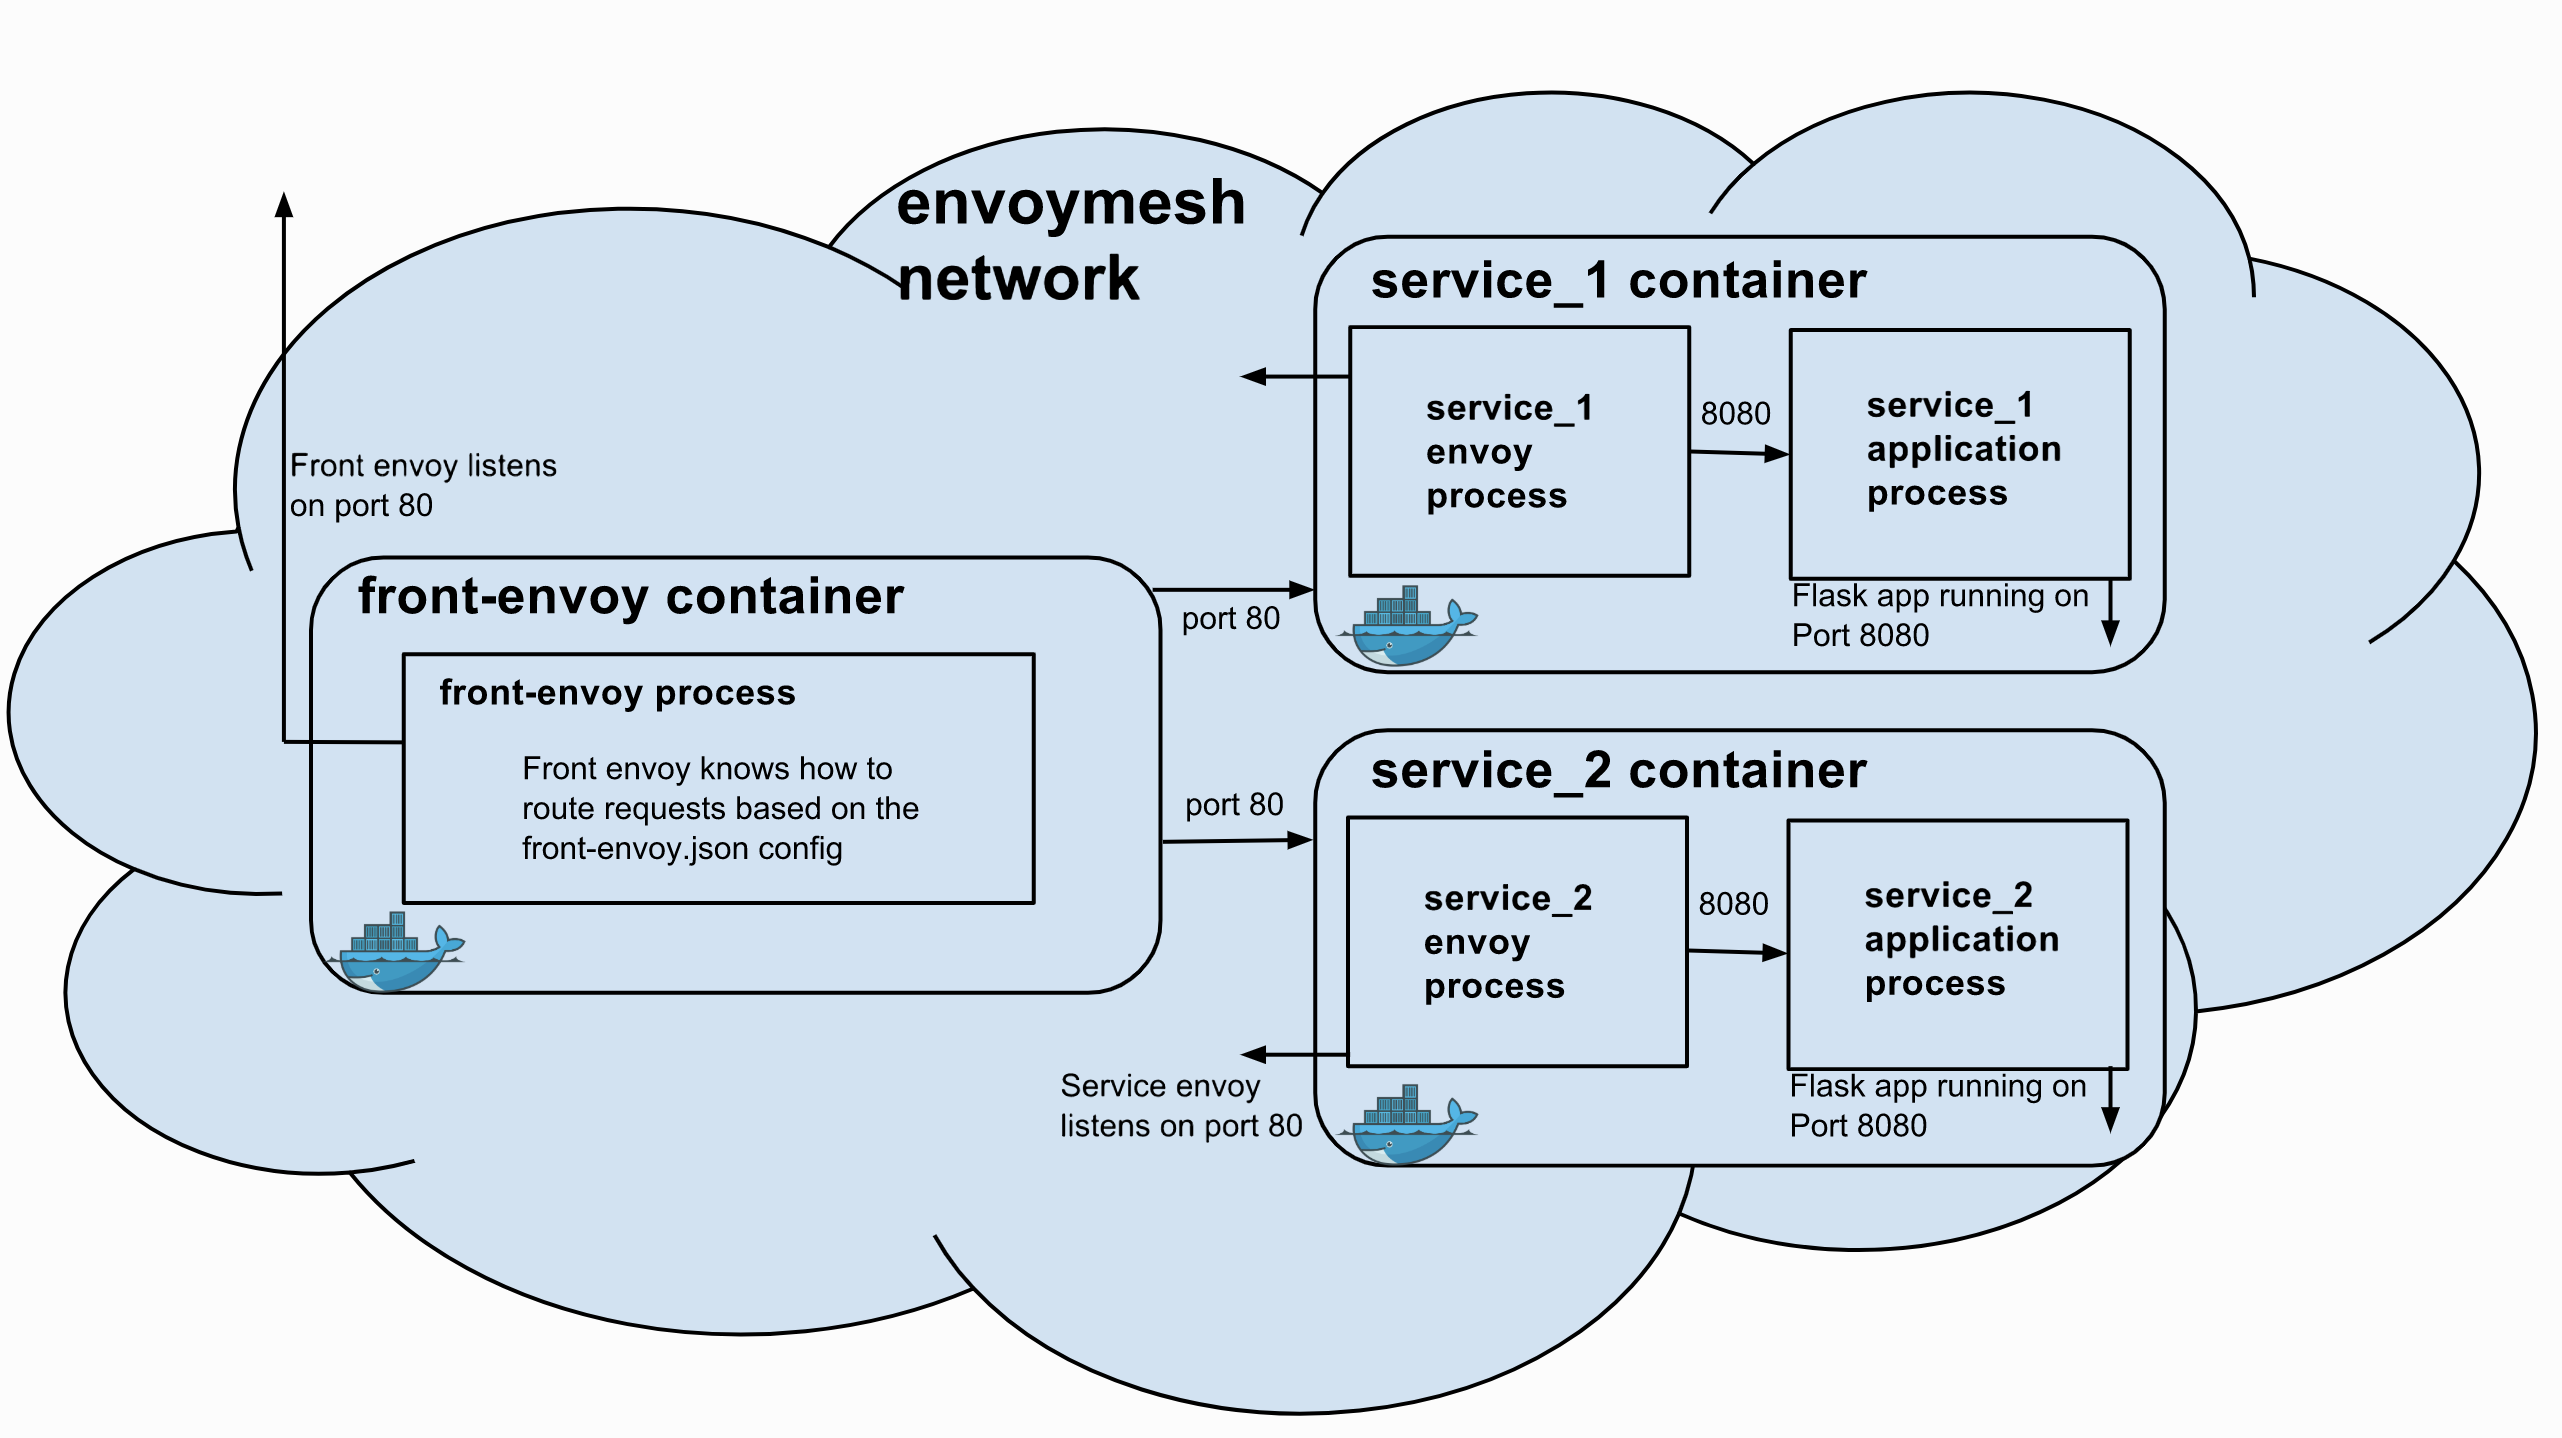 envoymesh
network
Front envoy listens
on port 80
front-envoy container
front-envoy process
Front envoy knows how to
route requests based on the
front-envoy.json config
port 80
port 80
service_1 container
service_1
envoy
process
8080
service_1
application
process
Flask app running on
Port 8080
service_2 container
service_2
envoy
process
8080
service_2
application
process
Service envoy
listens on port 80
Flask app running on
Port 8080